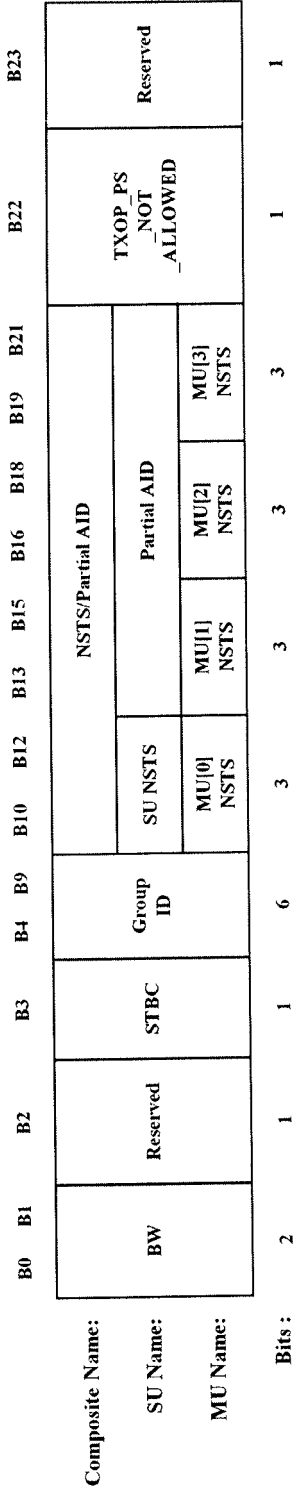 B0 B1 B2 B3 B4 B9 B10 B12 B13 B15 B16 B18 B19 B21 B22 B23
Composite Name:
SU Name:
MU Name:
BW
Reserved
STBC
Group
ID
NSTS/Partial AID
SU NSTS
Partial AID
MU[0]
NSTS
MU[1]
NSTS
MU[2]
NSTS
MU[3]
NSTS
TXOP_PS
_NOT
_ALLOWED
Reserved
Bits : 2 1 1 6 3 3 3 3 1 1